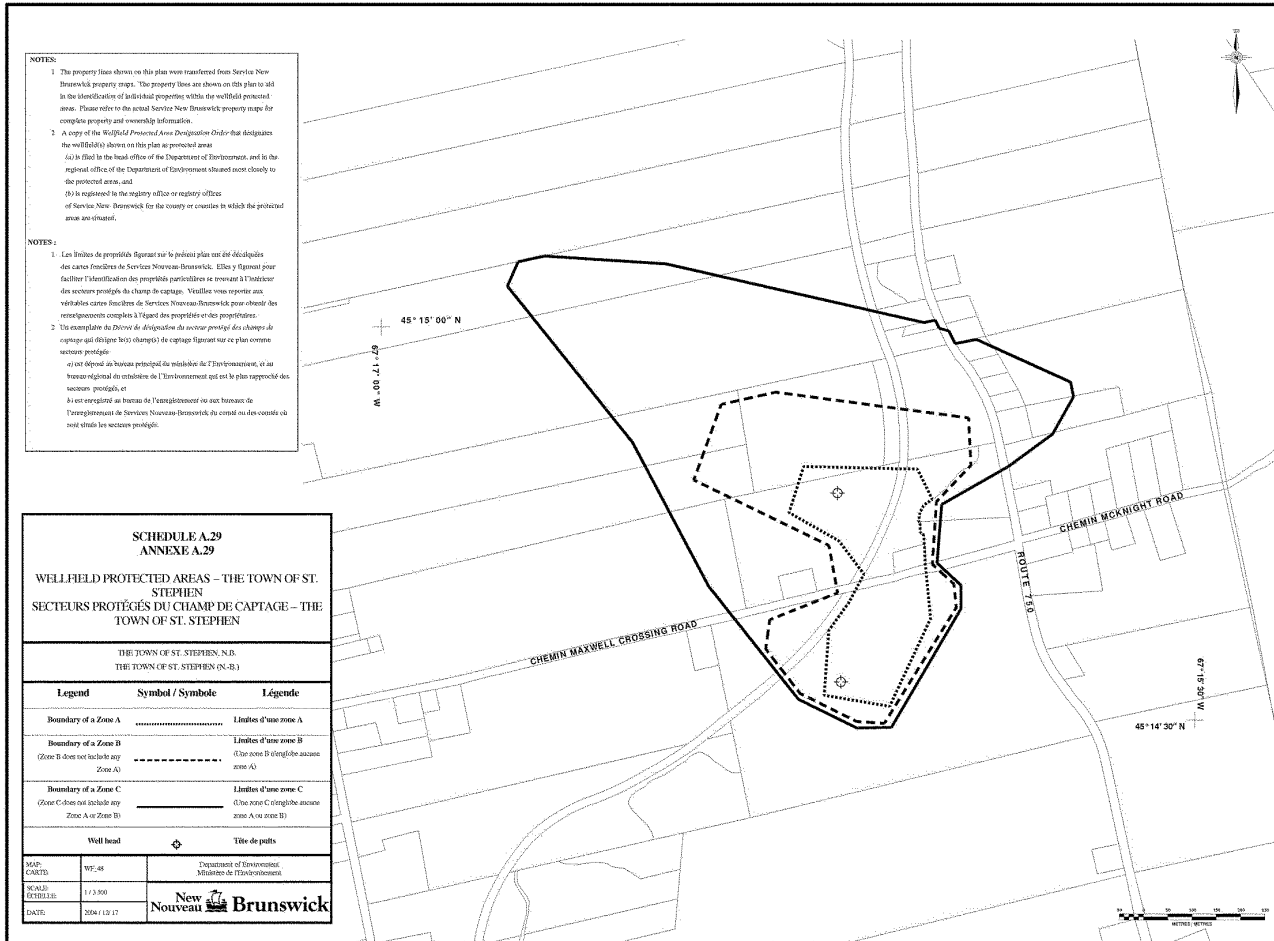 NOTES:
1 The property lines shown on this plan were transferred from Service New
Brunswick property maps. The property lines are shown on this plan to aid
in the identification of individual properties within the wellfield protected
areas. Please refer to the actual Service New Brunswick property maps for
complete property and ownership information.
2 A copy of the Wellfield Protected Area Designation Order that designates
the wellfield(s) shown on this plan as protected areas
(a) is filed in the head office of the Department of Environment, and in the
regional office of the Department of Environment situated most closely to
the protected areas, and
(b) is registered in the registry office or registry offices
of Service New Brunswick for the county or counties in which the protected
areas are situated.
NOTES :
1 Les limites de propriétés figurant sur le présent plan ont été décalquées
des cartes foncières de Services Nouveau-Brunswick. Elles y figurent pour
faciliter l'identification des propriétés particulières se trouvant à l'intérieur
des secteurs protégés du champ de captage. Veuillez vous reporter aux
véritables cartes foncières de Services Nouveau-Brunswick pour obtenir des
renseignements complets à l'égard des propriétés et des propriétaires.
2 Un exemplaire du Décret de désignation du secteur protégé des champs de
captage qui désigne le(s) champ(s) de captage figurant sur ce plan comme
secteurs protégés
a) est déposé au bureau principal du ministère de l'Environnement, et au
bureau régional du ministère de l'Environnement qui est le plus rapproché des
secteurs protégés, et
b) est enregistré au bureau de l'enregistrement ou aux bureaux de
l'enregistrement de Services Nouveau-Brunswick du comté ou des comtés où
sont situés les secteurs protégés.
N
45° 15' 00" N
67° 17' 00" W
CHEMIN MCKNIGHT ROAD
ROUTE 750
CHEMIN MAXWELL CROSSING ROAD
67° 15' 30" W
45° 14' 30" N
SCHEDULE A.29
ANNEXE A.29
WELLFIELD PROTECTED AREAS – THE TOWN OF ST.
STEPHEN
SECTEURS PROTÉGÉS DU CHAMP DE CAPTAGE – THE
TOWN OF ST. STEPHEN
THE TOWN OF ST. STEPHEN, N.B.
THE TOWN OF ST. STEPHEN (N.-B.)
Legend Symbol / Symbole Légende
Boundary of a Zone A Limites d'une zone A
Boundary of a Zone B Limites d'une zone B
(Zone B does not include any Zone A) (Une zone B n'englobe aucune zone A)
Boundary of a Zone C Limites d'une zone C
(Zone C does not include any Zone A or Zone B) (Une zone C n'englobe aucune zone A ou zone B)
Well head Tête de puits
MAP:
CARTE: WF_48
Department of Environment
Ministère de l'Environnement
SCALE:
ÉCHELLE:
New
Nouveau Brunswick
DATE: 2004 / 12 / 17
50 0 50 100 150 200
METRES / METRES